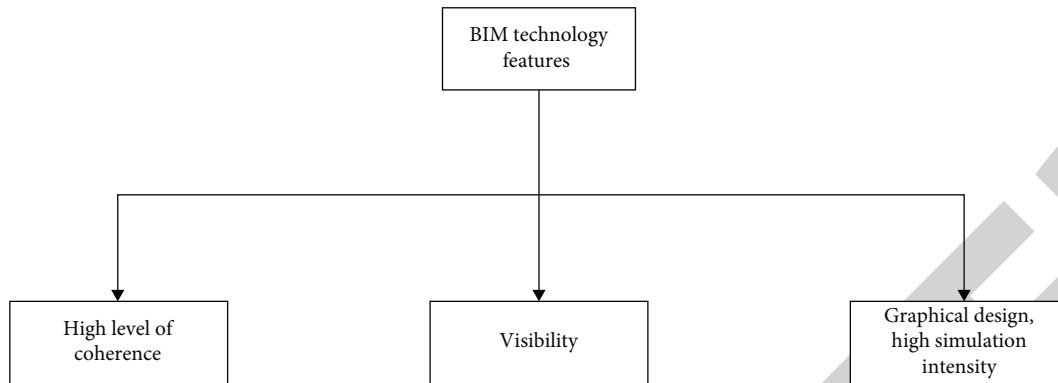 BIM technology
features
High level of
coherence
Visibility
Graphical design,
high simulation
intensity